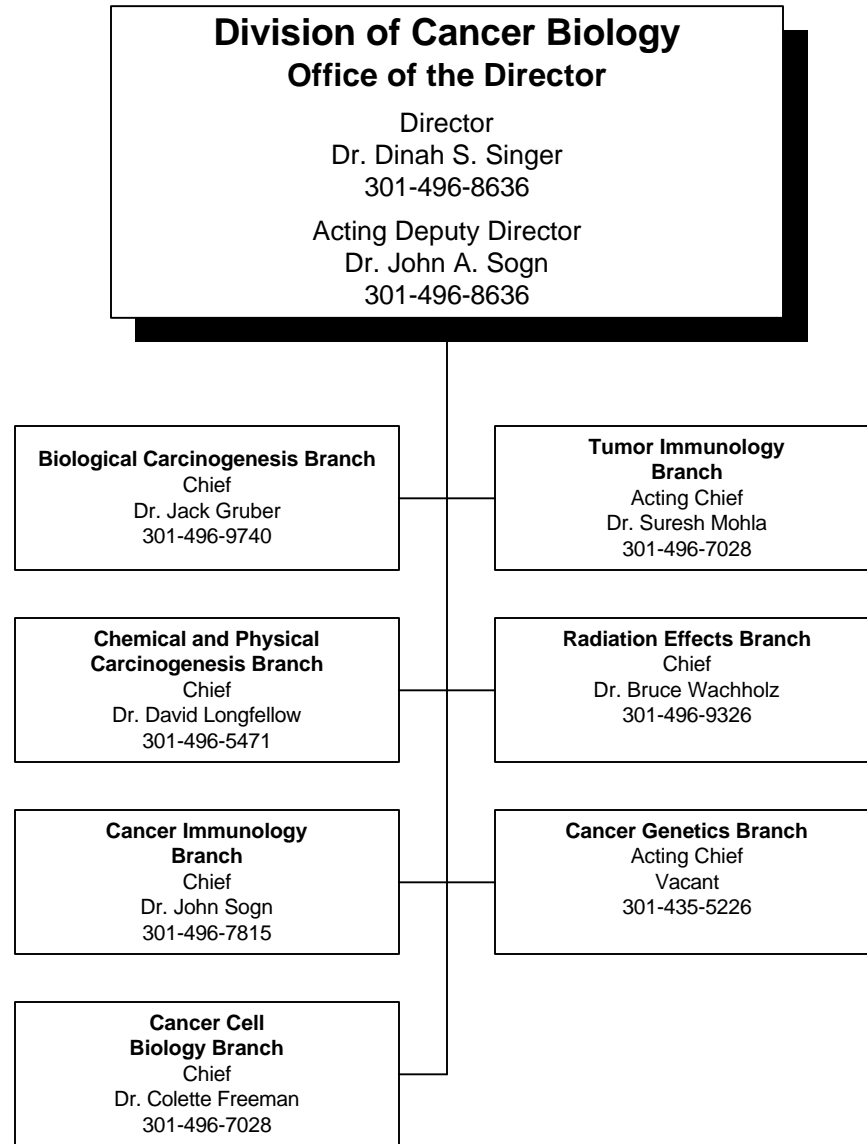 Division of Cancer Biology
Office of the Director
Director
Dr. Dinah S. Singer
301-496-8636
Acting Deputy Director
Dr. John A. Sogn
301-496-8636
Biological Carcinogenesis Branch
Chief
Dr. Jack Gruber
301-496-9740
Tumor Immunology
Branch
Acting Chief
Dr. Suresh Mohla
301-496-7028
Chemical and Physical
Carcinogenesis Branch
Chief
Dr. David Longfellow
301-496-5471
Radiation Effects Branch
Chief
Dr. Bruce Wachholz
301-496-9326
Cancer Immunology
Branch
Chief
Dr. John Sogn
301-496-7815
Cancer Genetics Branch
Acting Chief
Vacant
301-435-5226
Cancer Cell
Biology Branch
Chief
Dr. Colette Freeman
301-496-7028